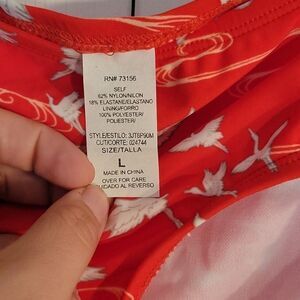 RN# 73156
SELF
82% NYLON/NILON
18% ELASTANE/ELASTANO
LINING/FORRO
100% POLYESTER/
POLIESTER/
STYLE/ESTILO: 3JT6P90M
CUT/CORTE: 024744
SIZE/TALLA
L
MADE IN CHINA
OVER FOR CARE
CUIDADO AL REVERSO